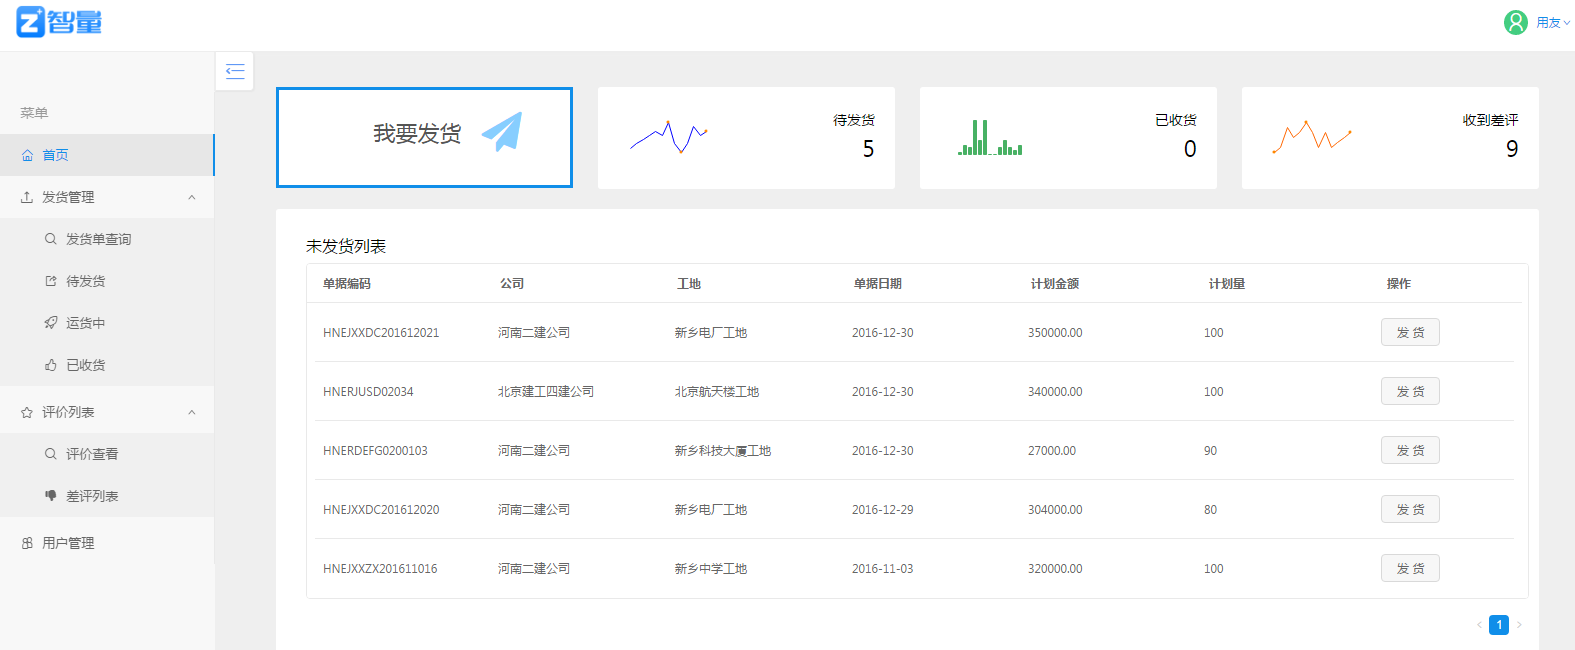 Z+智量
用友
菜单
首页
发货管理
发货单查询
待发货
运货中
已收货
评价列表
评价查看
差评列表
用户管理
我要发货
待发货
5
已收货
0
收到差评
9
未发货列表
单据编码 公司 工地 单据日期 计划金额 计划量 操作
HNEJXXDC201612021 河南二建公司 新乡电厂工地 2016-12-30 350000.00 100 发 货
HNERJUSD02034 北京建工四建公司 北京航天楼工地 2016-12-30 340000.00 100 发 货
HNERDEFG0200103 河南二建公司 新乡科技大厦工地 2016-12-30 27000.00 90 发 货
HNEJXXDC201612020 河南二建公司 新乡电厂工地 2016-12-29 304000.00 80 发 货
HNEJXXZX201611016 河南二建公司 新乡中学工地 2016-11-03 320000.00 100 发 货
< 1 >